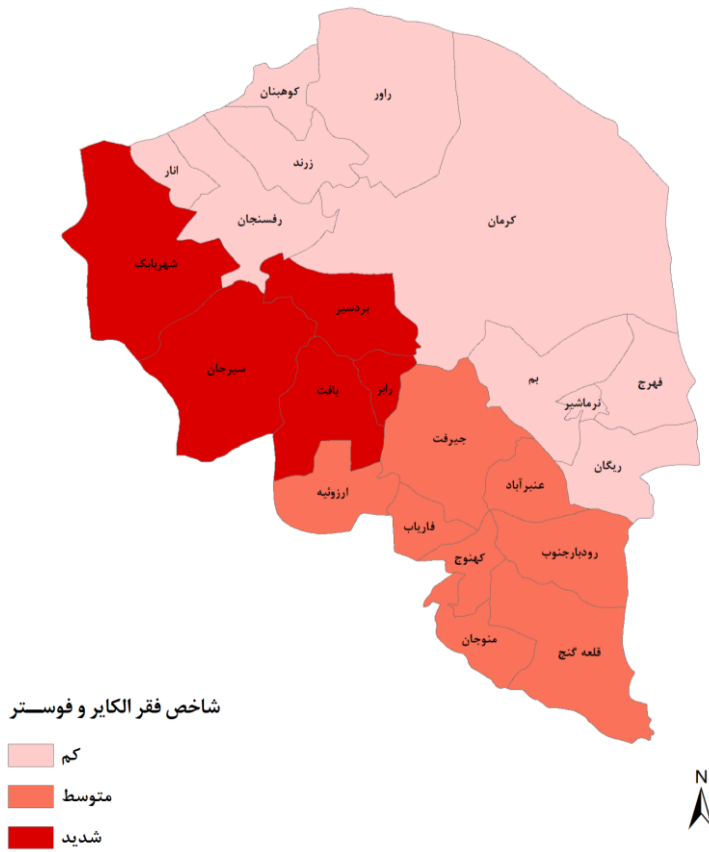 کوهبنان
راور
زرند
انار
رفسنجان
کرمان
شهربابک
بردسیر
سیرجان
بافت
رابر
بم
فهرج
نرماشیر
ریگان
جیرفت
عنبرآباد
ارزوئیه
فاریاب
کهنوج
رودبارجنوب
منوجان
قلعه گنج
شاخص فقر الکایر و فوستر
کم
متوسط
شدید
N